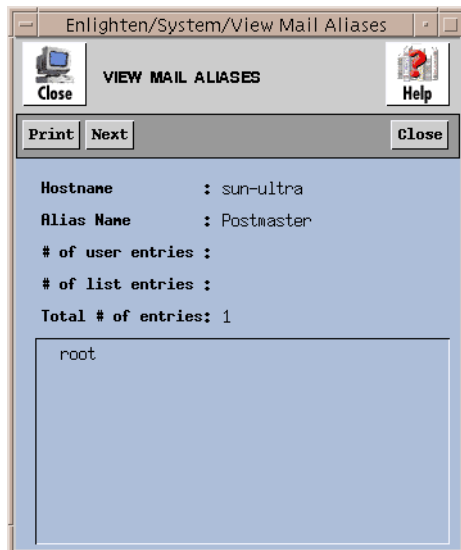 Enlighten/System/View Mail Aliases
Close
VIEW MAIL ALIASES
Help
Print Next Close
Hostname : sun-ultra
Alias Name : Postmaster
# of user entries :
# of list entries :
Total # of entries: 1
root